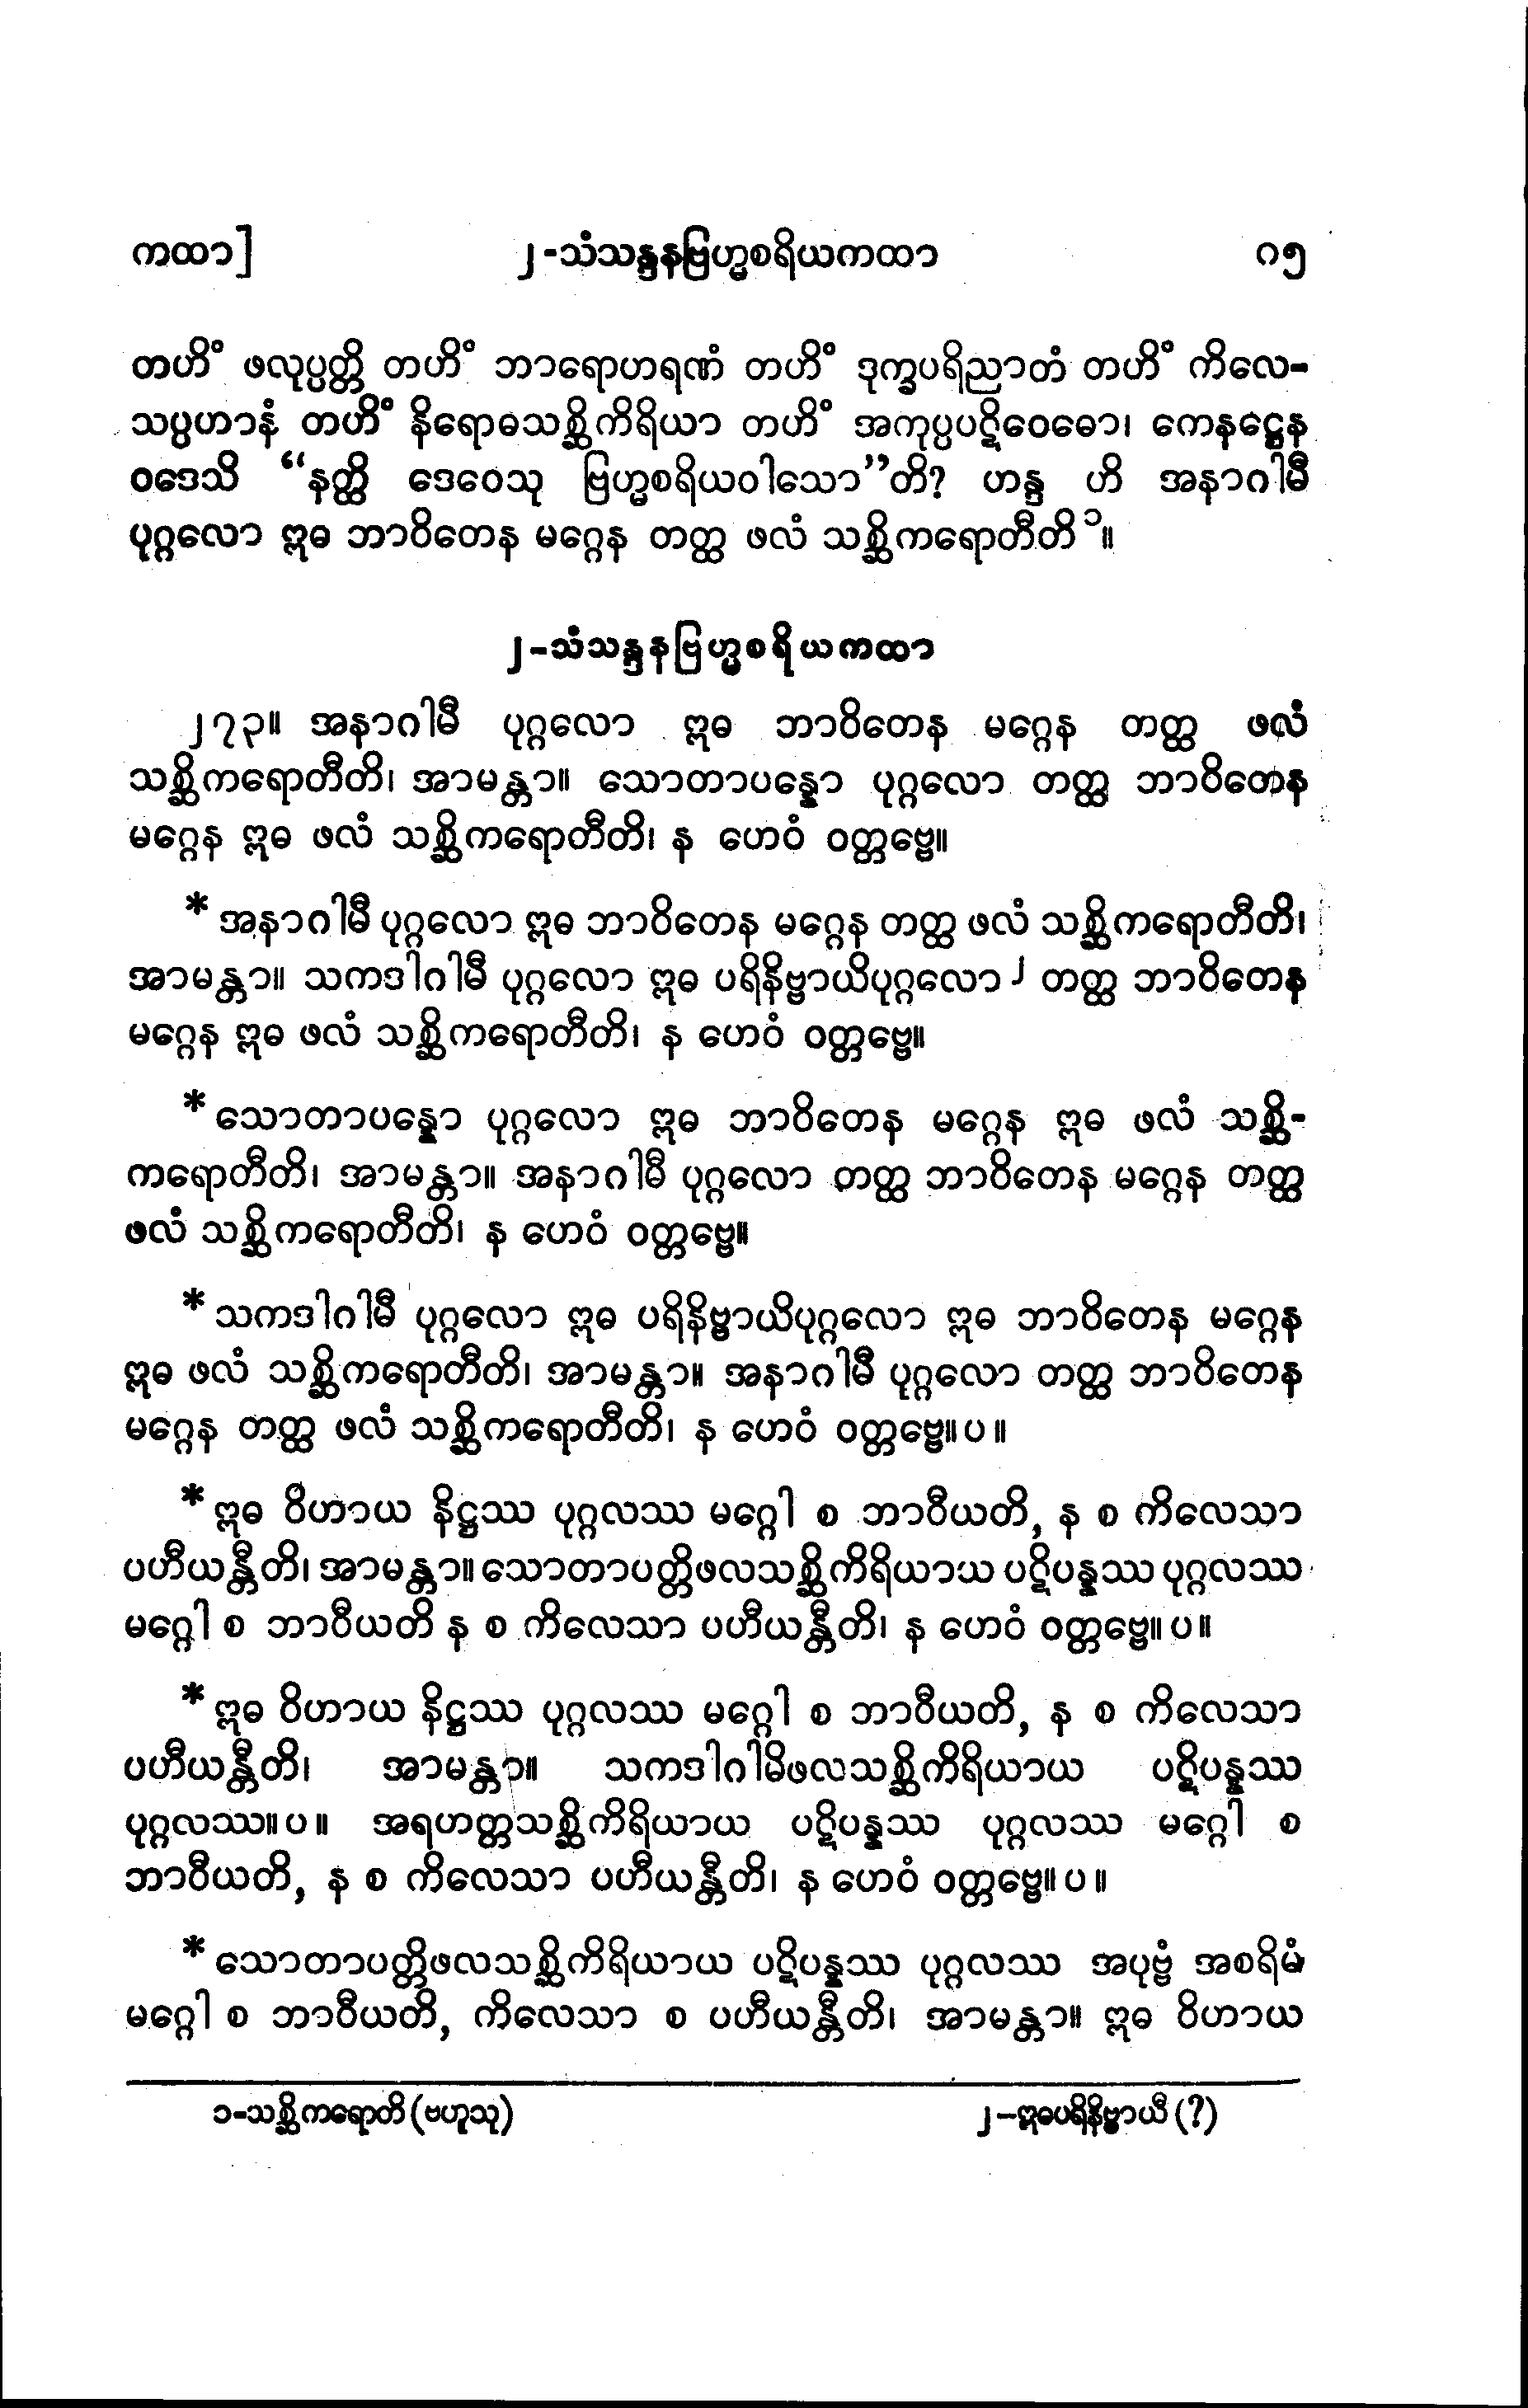 ကထာ] ၂-သံသန္ဒနဗြဟ္မစရိယကထာ ဂ၅
တဟိံ ဖလုပ္ပတ္တိ တဟိံ ဘာရောဟရဏံ တဟိံ ဒုက္ခပရိညာတံ တဟိံ ကိလေ-
သပ္ပဟာနံ တဟိံ နိရောဓသစ္ဆိကိရိယာ တဟိံ အကုပ္ပပဋိဝေဓော၊ ကေနဋ္ဌေန
ဝဒေသိ “နတ္ထိ ဒေဝေသု ဗြဟ္မစရိယဝါသော”တိ? ဟန္ဒ ဟိ အနာဂါမီ
ပုဂ္ဂလော ဣဓ ဘာဝိတေန မဂ္ဂေန တတ္ထ ဖလံ သစ္ဆိကရောတီတိ၁။
၂-သံသန္ဒနဗြဟ္မစရိယကထာ
၂၇၃။ အနာဂါမီ ပုဂ္ဂလော ဣဓ ဘာဝိတေန မဂ္ဂေန တတ္ထ ဖလံ
သစ္ဆိကရောတီတိ၊ အာမန္တာ။ သောတာပန္နော ပုဂ္ဂလော တတ္ထ ဘာဝိတေန
မဂ္ဂေန ဣဓ ဖလံ သစ္ဆိကရောတီတိ၊ န ဟေဝံ ဝတ္တဗ္ဗေ။
* အနာဂါမီ ပုဂ္ဂလော ဣဓ ဘာဝိတေန မဂ္ဂေန တတ္ထ ဖလံ သစ္ဆိကရောတီတိ၊
အာမန္တာ။ သကဒါဂါမီ ပုဂ္ဂလော ဣဓ ပရိနိဗ္ဗာယိပုဂ္ဂလော၂ တတ္ထ ဘာဝိတေန
မဂ္ဂေန ဣဓ ဖလံ သစ္ဆိကရောတီတိ၊ န ဟေဝံ ဝတ္တဗ္ဗေ။
* သောတာပန္နော ပုဂ္ဂလော ဣဓ ဘာဝိတေန မဂ္ဂေန ဣဓ ဖလံ သစ္ဆိ-
ကရောတီတိ၊ အာမန္တာ။ အနာဂါမီ ပုဂ္ဂလော တတ္ထ ဘာဝိတေန မဂ္ဂေန တတ္ထ
ဖလံ သစ္ဆိကရောတီတိ၊ န ဟေဝံ ဝတ္တဗ္ဗေ။
* သကဒါဂါမီ ပုဂ္ဂလော ဣဓ ပရိနိဗ္ဗာယိပုဂ္ဂလော ဣဓ ဘာဝိတေန မဂ္ဂေန
ဣဓ ဖလံ သစ္ဆိကရောတီတိ၊ အာမန္တာ။ အနာဂါမီ ပုဂ္ဂလော တတ္ထ ဘာဝိတေန
မဂ္ဂေန တတ္ထ ဖလံ သစ္ဆိကရောတီတိ၊ န ဟေဝံ ဝတ္တဗ္ဗေ။ ပ ။
* ဣဓ ဝိဟာယ နိဋ္ဌဿ ပုဂ္ဂလဿ မဂ္ဂေါ စ ဘာဝီယတိ, န စ ကိလေသာ
ပဟီယန္တီတိ၊ အာမန္တာ။ သောတာပတ္တိဖလသစ္ဆိကိရိယာယ ပဋိပန္နဿ ပုဂ္ဂလဿ
မဂ္ဂေါ စ ဘာဝီယတိ န စ ကိလေသာ ပဟီယန္တီတိ၊ န ဟေဝံ ဝတ္တဗ္ဗေ။ ပ ။
* ဣဓ ဝိဟာယ နိဋ္ဌဿ ပုဂ္ဂလဿ မဂ္ဂေါ စ ဘာဝီယတိ, န စ ကိလေသာ
ပဟီယန္တီတိ၊ အာမန္တာ။ သကဒါဂါမိဖလသစ္ဆိကိရိယာယ ပဋိပန္နဿ
ပုဂ္ဂလဿ။ ပ ။ အရဟတ္တသစ္ဆိကိရိယာယ ပဋိပန္နဿ ပုဂ္ဂလဿ မဂ္ဂေါ စ
ဘာဝီယတိ, န စ ကိလေသာ ပဟီယန္တီတိ၊ န ဟေဝံ ဝတ္တဗ္ဗေ။ ပ ။
* သောတာပတ္တိဖလသစ္ဆိကိရိယာယ ပဋိပန္နဿ ပုဂ္ဂလဿ အပုဗ္ဗံ အစရိမံ
မဂ္ဂေါ စ ဘာဝီယတိ, ကိလေသာ စ ပဟီယန္တီတိ၊ အာမန္တာ။ ဣဓ ဝိဟာယ
၁-သစ္ဆိကရောတိ (ဗဟူသု) ၂-ဣဓပရိနိဗ္ဗာယီ (?)